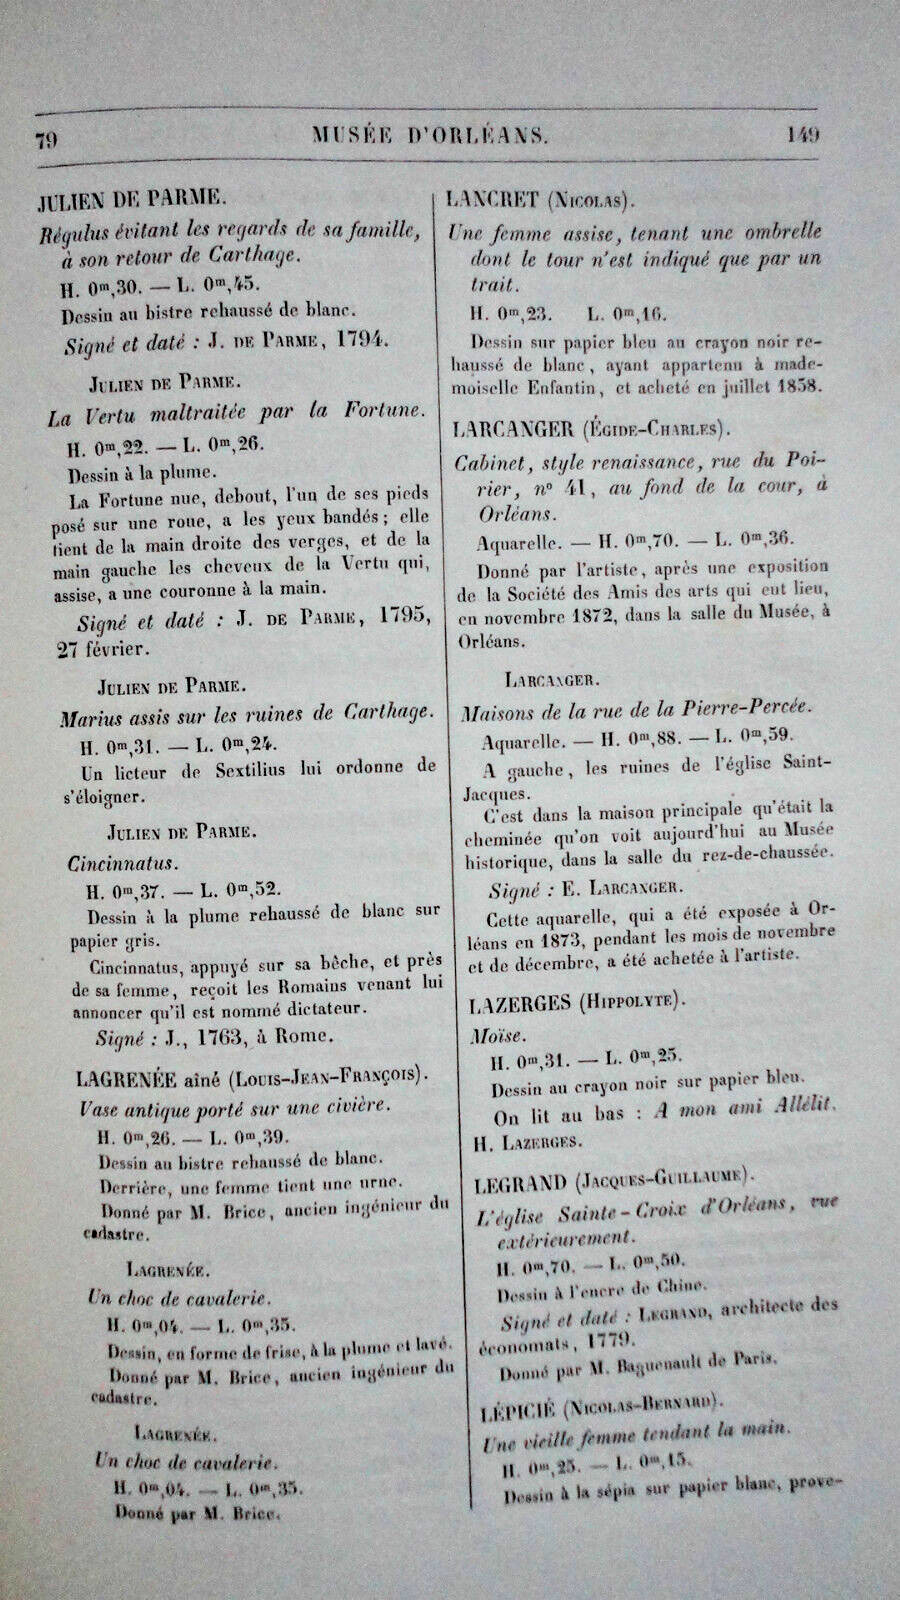 79
MUSÉE D'ORLÉANS.
149
JULIEN DE PARME.
Régulus évitant les regards de sa famille,
à son retour de Carthage.
H. 0m,30. — L. 0m,45.
Dessin au bistre rehaussé de blanc.
Signé et daté : J. DE PARME, 1794.
JULIEN DE PARME.
La Vertu maltraitée par la Fortune.
H. 0m,22. — L. 0m,26.
Dessin à la plume.
La Fortune nue, debout, l'un de ses pieds
posé sur une roue, a les yeux bandés ; elle
tient de la main droite des verges, et de la
main gauche les cheveux de la Vertu qui,
assise, a une couronne à la main.
Signé et daté : J. DE PARME, 1795,
27 février.
JULIEN DE PARME.
Marius assis sur les ruines de Carthage.
H. 0m,31. — L. 0m,24.
Un licteur de Sextilius lui ordonne de
s'éloigner.
JULIEN DE PARME.
Cincinnatus.
H. 0m,37. — L. 0m,52.
Dessin à la plume rehaussé de blanc sur
papier gris.
Cincinnatus, appuyé sur sa bêche, et près
de sa femme, reçoit les Romains venant lui
annoncer qu'il est nommé dictateur.
Signé : J., 1763, à Rome.
LAGRENÉE aîné (LOUIS-JEAN-FRANÇOIS).
Vase antique porté sur une civière.
H. 0m,26. — L. 0m,39.
Dessin au bistre rehaussé de blanc.
Derrière, une femme tient une urne.
Donné par M. Brice, ancien ingénieur du
cadastre.
LAGRENÉE.
Un choc de cavalerie.
H. 0m,04. — L. 0m,35.
Dessin, en forme de frise, à la plume et lavé.
Donné par M. Brice, ancien ingénieur du
cadastre.
LAGRENÉE.
Un choc de cavalerie.
H. 0m,04. — L. 0m,35.
Donné par M. Brice.
LANCRET (NICOLAS).
Une femme assise, tenant une ombrelle
dont le tour n'est indiqué que par un
trait.
H. 0m,23. L. 0m,16.
Dessin sur papier bleu au crayon noir re-
haussé de blanc, ayant appartenu à made-
moiselle Enfantin, et acheté en juillet 1858.
LARCANGER (ÉGIDE-CHARLES).
Cabinet, style renaissance, rue du Poi-
rier, n° 41, au fond de la cour, à
Orléans.
Aquarelle. — H. 0m,70. — L. 0m,36.
Donné par l'artiste, après une exposition
de la Société des Amis des arts qui eut lieu,
en novembre 1872, dans la salle du Musée, à
Orléans.
LARCANGER.
Maisons de la rue de la Pierre-Percée.
Aquarelle. — H. 0m,88. — L. 0m,59.
A gauche, les ruines de l'église Saint-
Jacques.
C'est dans la maison principale qu'était la
cheminée qu'on voit aujourd'hui au Musée
historique, dans la salle du rez-de-chaussée.
Signé : E. LARCANGER.
Cette aquarelle, qui a été exposée à Or-
léans en 1873, pendant les mois de novembre
et de décembre, a été achetée à l'artiste.
LAZERGES (HIPPOLYTE).
Moïse.
H. 0m,31. — L. 0m,25.
Dessin au crayon noir sur papier bleu.
On lit au bas : A mon ami Allélit.
H. LAZERGES.
LEGRAND (JACQUES-GUILLAUME).
L'église Sainte-Croix d'Orléans, vue
extérieurement.
H. 0m,70. — L. 0m,50.
Dessin à l'encre de Chine.
Signé et daté : LEGRAND, architecte des
économats, 1779.
Donné par M. Baguenault de Paris.
LÉPICIÉ (NICOLAS-BERNARD).
Une vieille femme tendant la main.
H. 0m,25. — L. 0m,15.
Dessin à la sépia sur papier blanc, prove-